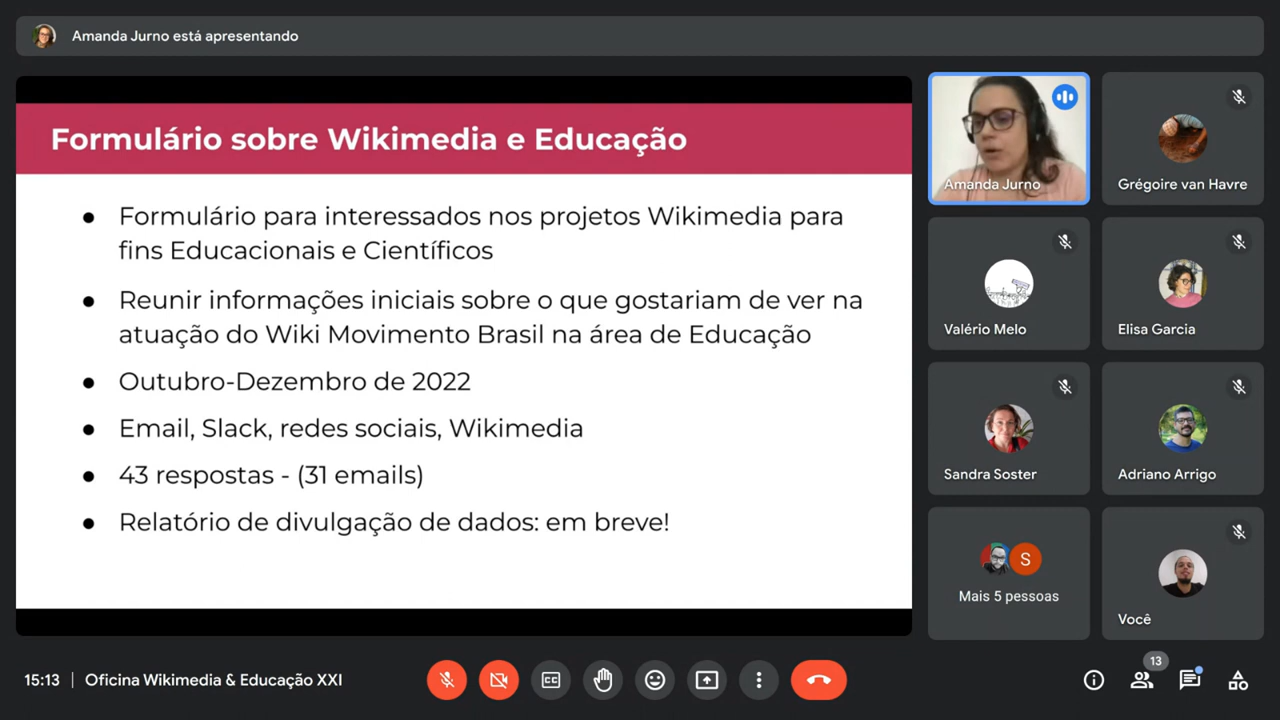 Amanda Jurno está apresentando
Formulário sobre Wikimedia e Educação
● Formulário para interessados nos projetos Wikimedia para
fins Educacionais e Científicos
● Reunir informações iniciais sobre o que gostariam de ver na
atuação do Wiki Movimento Brasil na área de Educação
● Outubro-Dezembro de 2022
● Email, Slack, redes sociais, Wikimedia
● 43 respostas - (31 emails)
● Relatório de divulgação de dados: em breve!
Amanda Jurno
Grégoire van Havre
Valério Melo
Elisa Garcia
Sandra Soster
Adriano Arrigo
S
Mais 5 pessoas
Você
15:13 | Oficina Wikimedia & Educação XXI
13